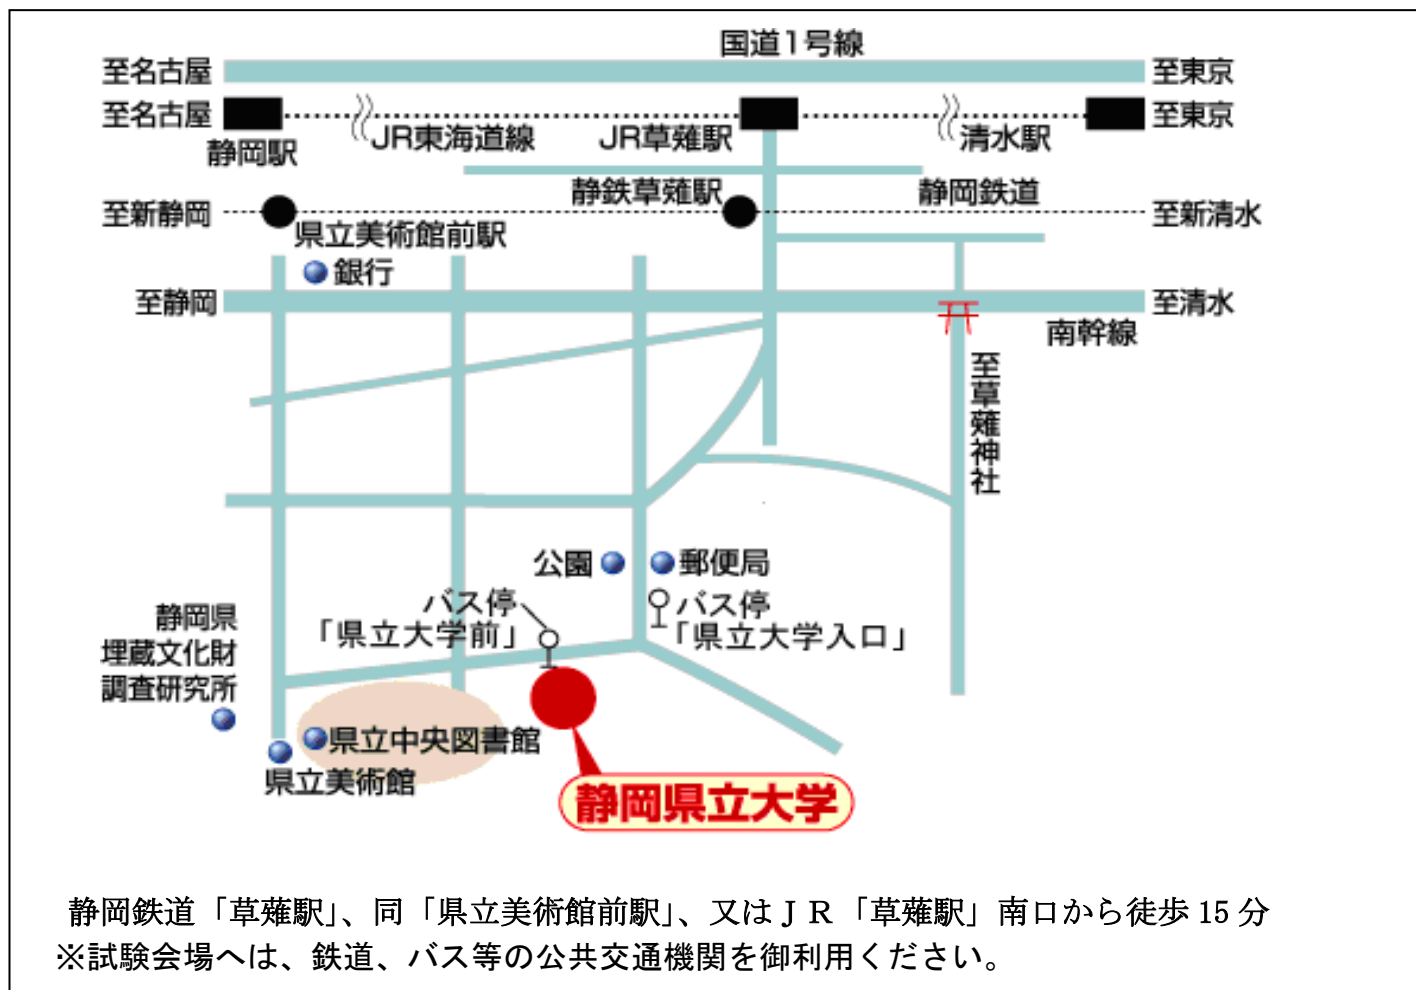 国道1号線
至名古屋
至東京
至名古屋
至東京
静岡駅
JR東海道線
JR草薙駅
清水駅
静鉄草薙駅
静岡鉄道
至新静岡
至新清水
県立美術館前駅
銀行
至静岡
至清水
南幹線
至草薙神社
公園
郵便局
バス停
「県立大学前」
バス停
「県立大学入口」
静岡県
埋蔵文化財
調査研究所
県立中央図書館
県立美術館
静岡県立大学
静岡鉄道「草薙駅」、同「県立美術館前駅」、又はＪＲ「草薙駅」南口から徒歩 15 分
※試験会場へは、鉄道、バス等の公共交通機関を御利用ください。